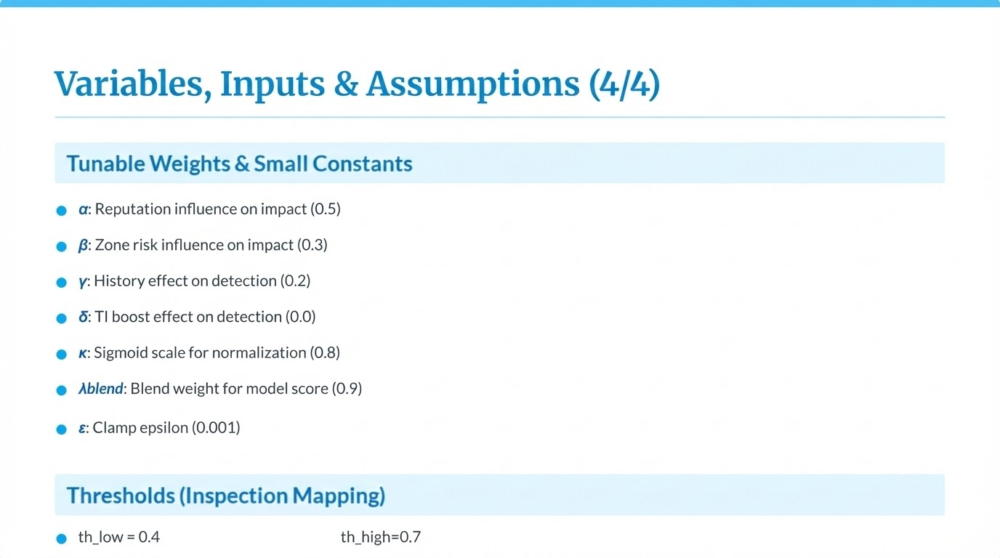 Variables, Inputs & Assumptions (4/4)
Tunable Weights & Small Constants
α: Reputation influence on impact (0.5)
β: Zone risk influence on impact (0.3)
γ: History effect on detection (0.2)
δ: TI boost effect on detection (0.0)
κ: Sigmoid scale for normalization (0.8)
λblend: Blend weight for model score (0.9)
ε: Clamp epsilon (0.001)
Thresholds (Inspection Mapping)
th_low = 0.4 th_high=0.7